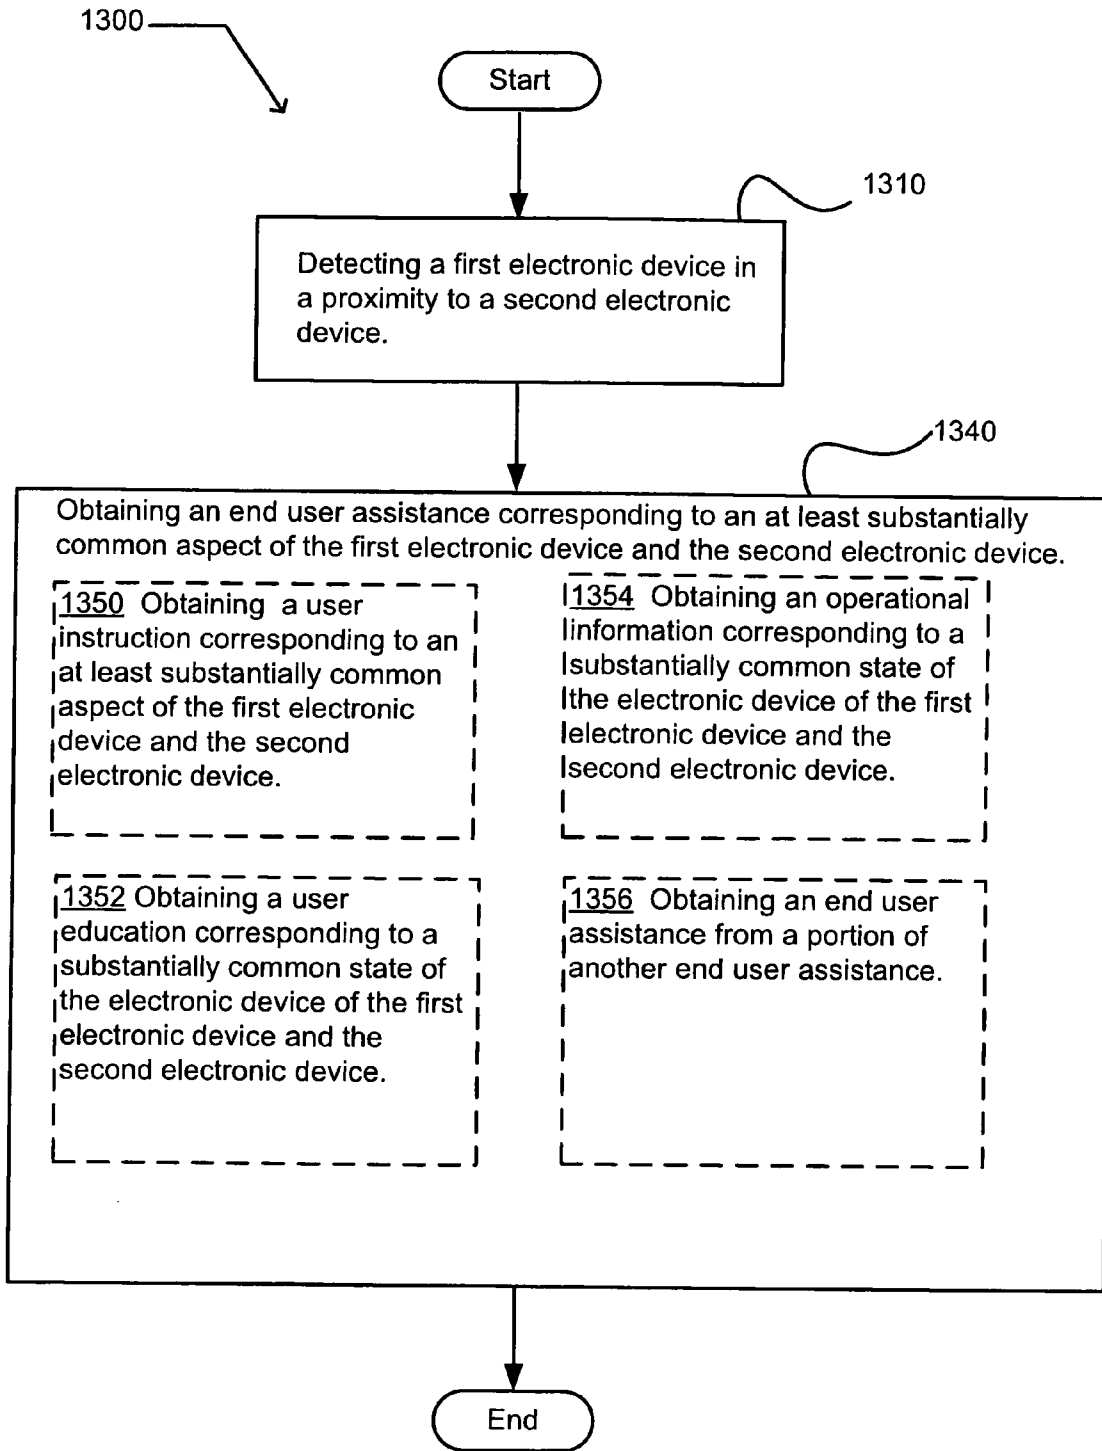 1300
Start
1310
Detecting a first electronic device in
a proximity to a second electronic
device.
1340
Obtaining an end user assistance corresponding to an at least substantially
common aspect of the first electronic device and the second electronic device.
1350 Obtaining a user
instruction corresponding to an
at least substantially common
aspect of the first electronic
device and the second
electronic device.
1354 Obtaining an operational
information corresponding to a
substantially common state of
the electronic device of the first
electronic device and the
second electronic device.
1352 Obtaining a user
education corresponding to a
substantially common state of
the electronic device of the first
electronic device and the
second electronic device.
1356 Obtaining an end user
assistance from a portion of
another end user assistance.
End